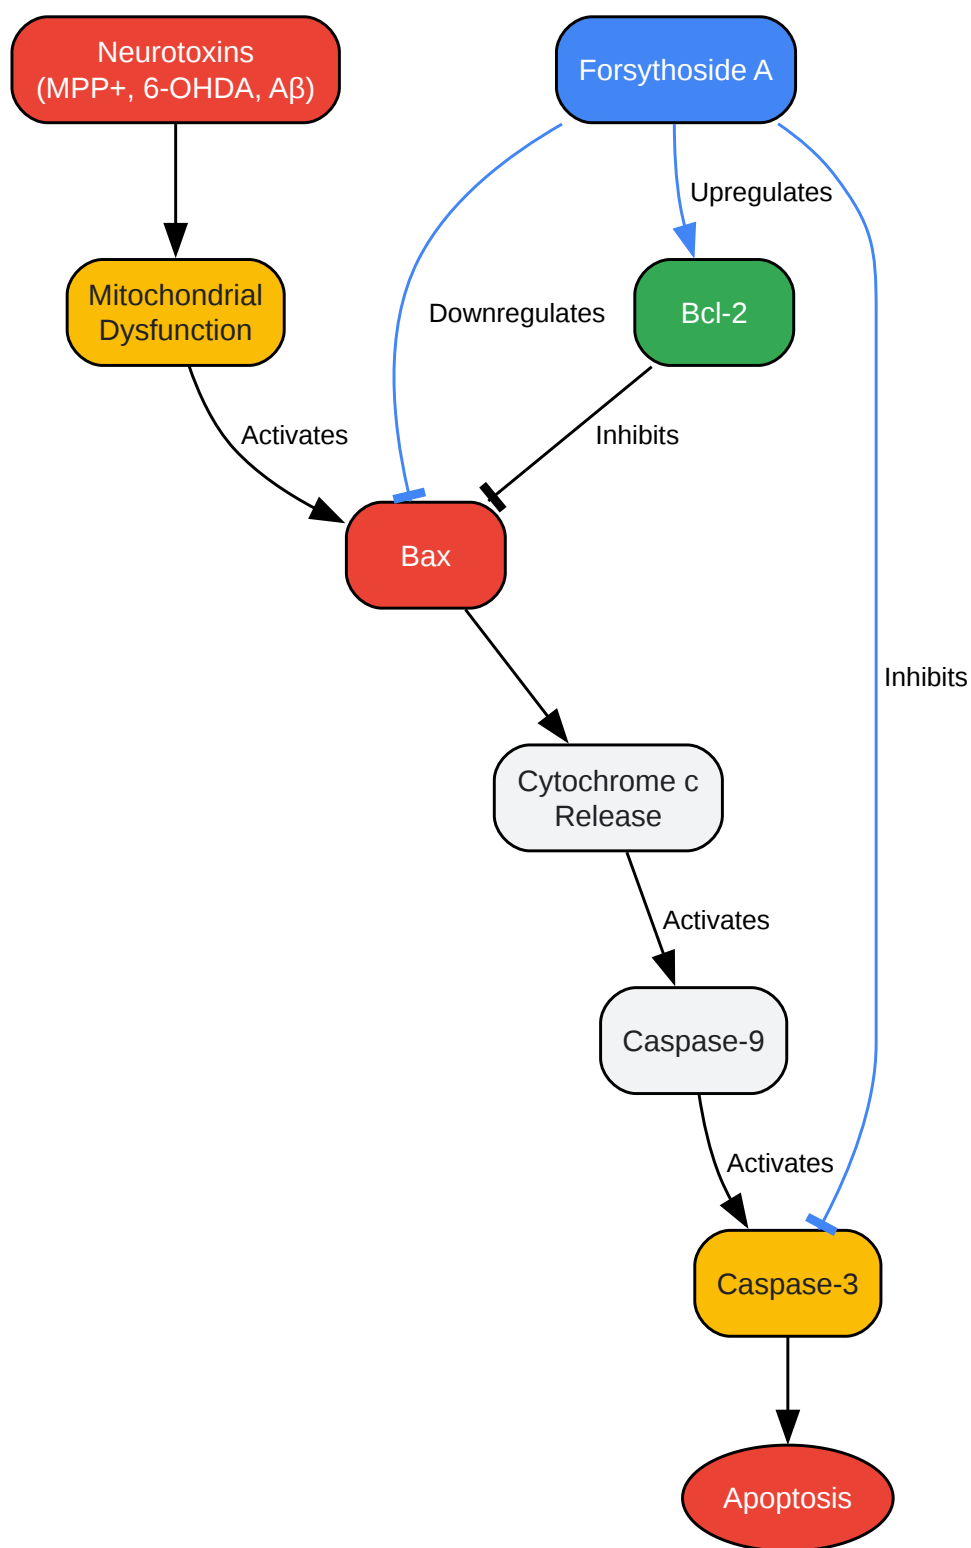 Neurotoxins
(MPP+, 6-OHDA, Aβ)
Forsythoside A
Upregulates
Mitochondrial
Dysfunction
Downregulates
Bcl-2
Activates
Inhibits
Bax
Inhibits
Cytochrome c
Release
Activates
Caspase-9
Activates
Caspase-3
Apoptosis